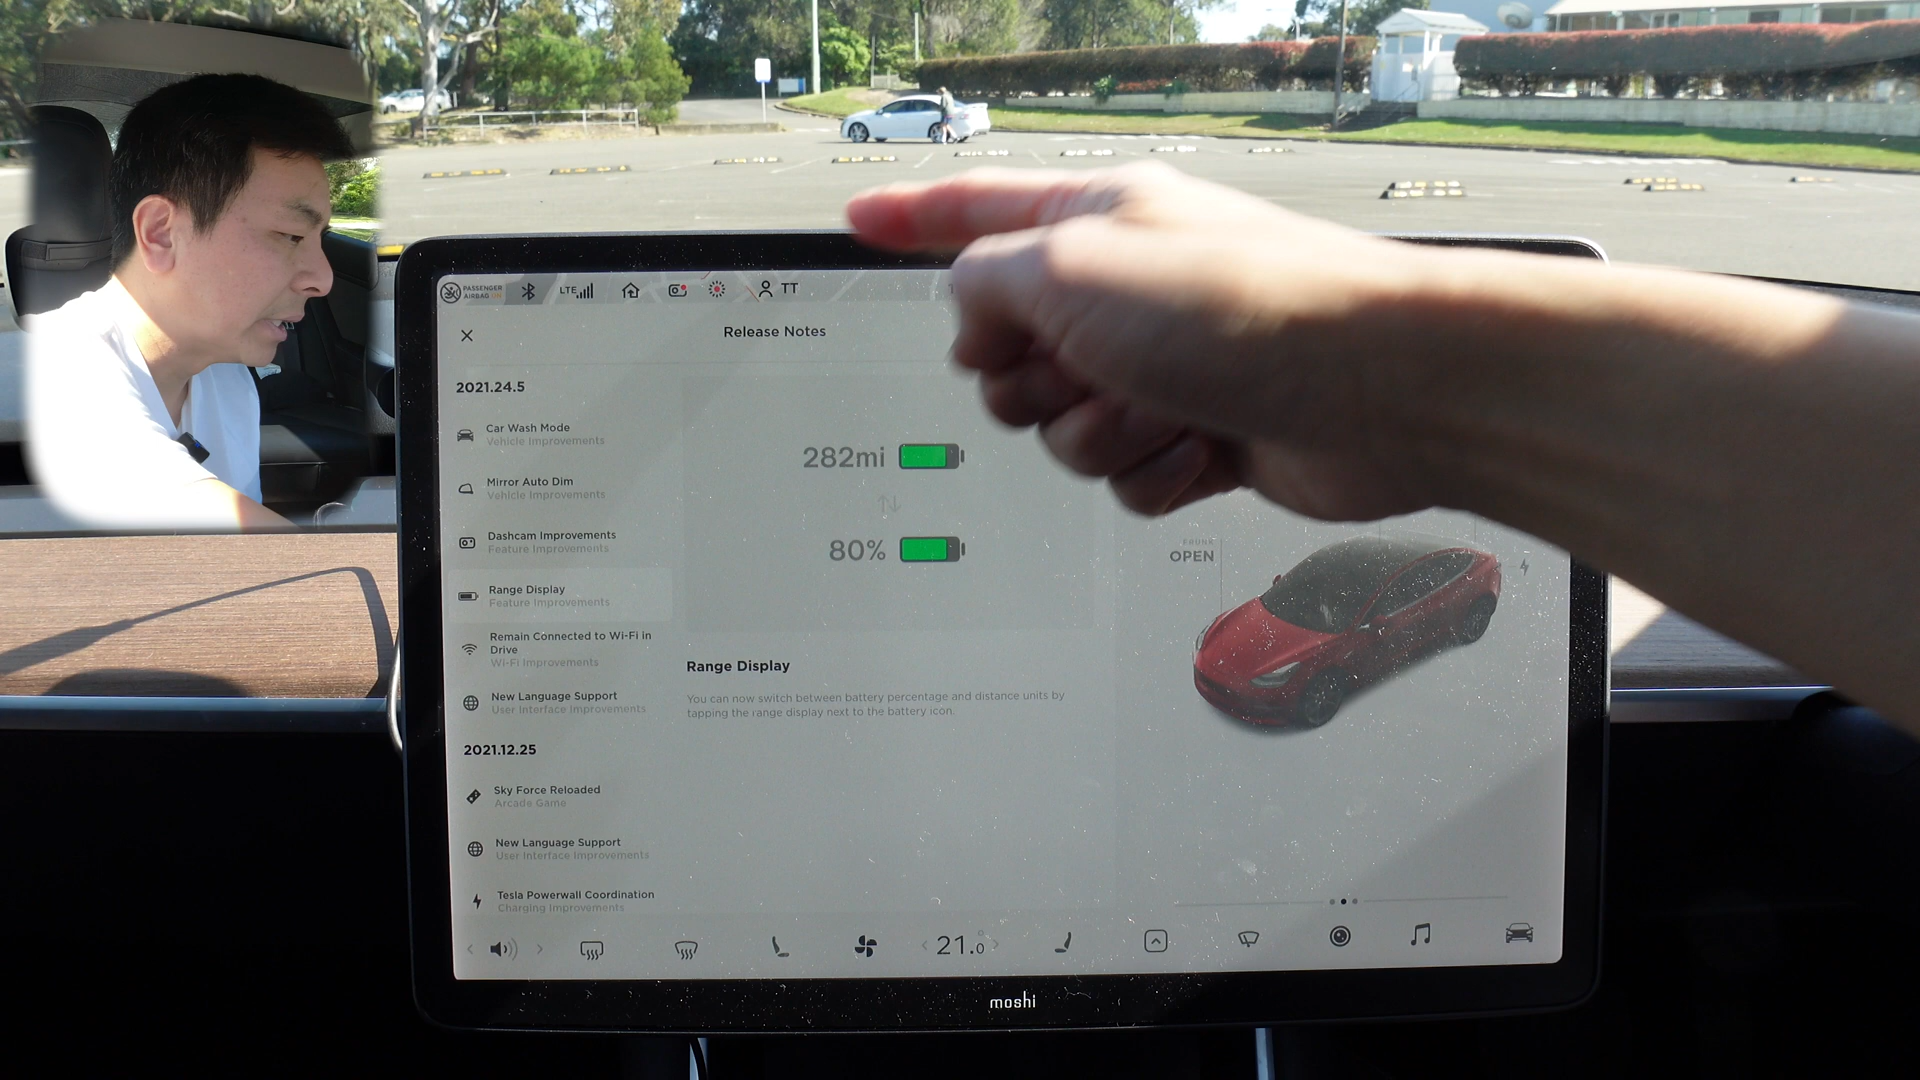 PASSENGER
AIRBAG ON
LTE
TT
Release Notes
2021.24.5
Car Wash Mode
Vehicle Improvements
Mirror Auto Dim
Vehicle Improvements
Dashcam Improvements
Feature Improvements
Range Display
Feature Improvements
Remain Connected to Wi-Fi in
Drive
Wi-Fi Improvements
New Language Support
User Interface Improvements
2021.12.25
Sky Force Reloaded
Arcade Game
New Language Support
User Interface Improvements
Tesla Powerwall Coordination
Charging Improvements
282mi
80%
Range Display
You can now switch between battery percentage and distance units by
tapping the range display next to the battery icon.
FRUNK
OPEN
21.0
moshi